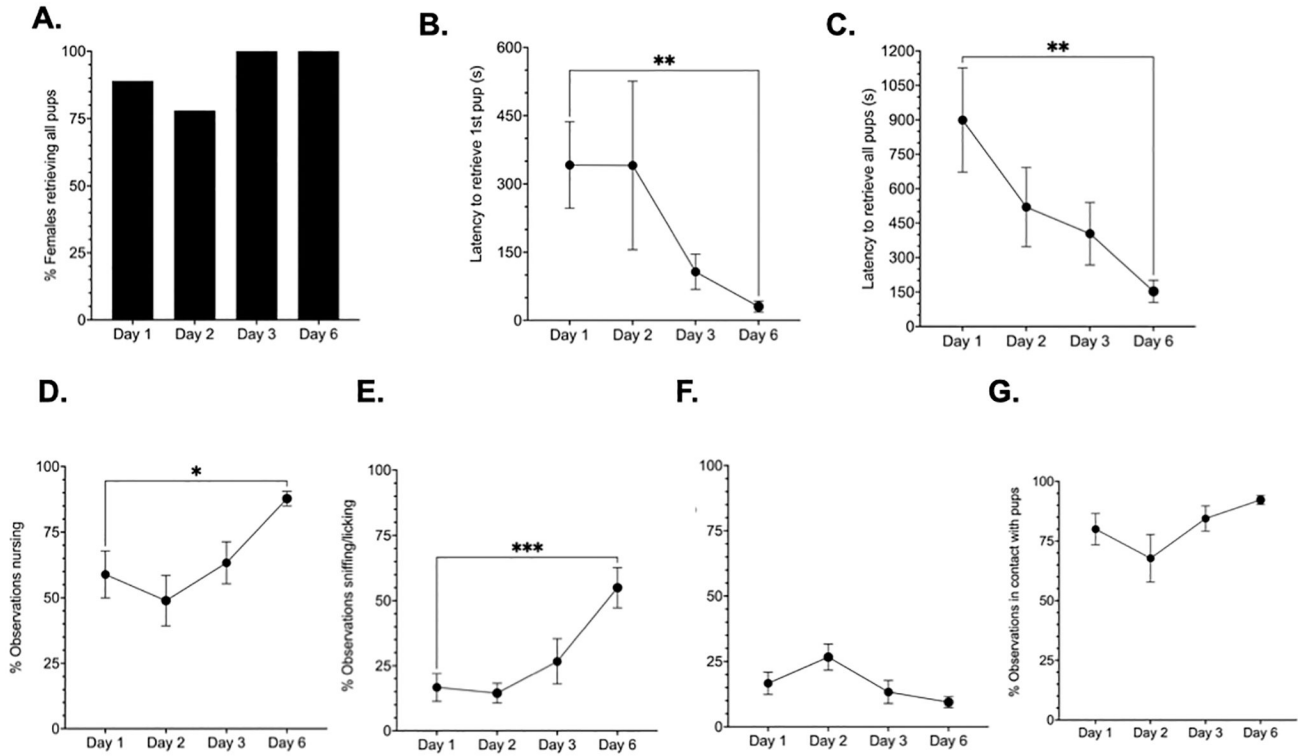 A.
% Females retrieving all pups
100
75
50
25
0
Day 1 Day 2 Day 3 Day 6
B.
Latency to retrieve 1st pup (s)
600
450
300
150
0
**
Day 1 Day 2 Day 3 Day 6
C.
Latency to retrieve all pups (s)
1200
1050
900
750
600
450
300
150
0
**
Day 1 Day 2 Day 3 Day 6
D.
% Observations nursing
100
75
50
25
0
*
Day 1 Day 2 Day 3 Day 6
E.
% Observations sniffing/licking
100
75
50
25
0
***
Day 1 Day 2 Day 3 Day 6
F.
100
75
50
25
0
Day 1 Day 2 Day 3 Day 6
G.
% Observations in contact with pups
100
75
50
25
0
Day 1 Day 2 Day 3 Day 6